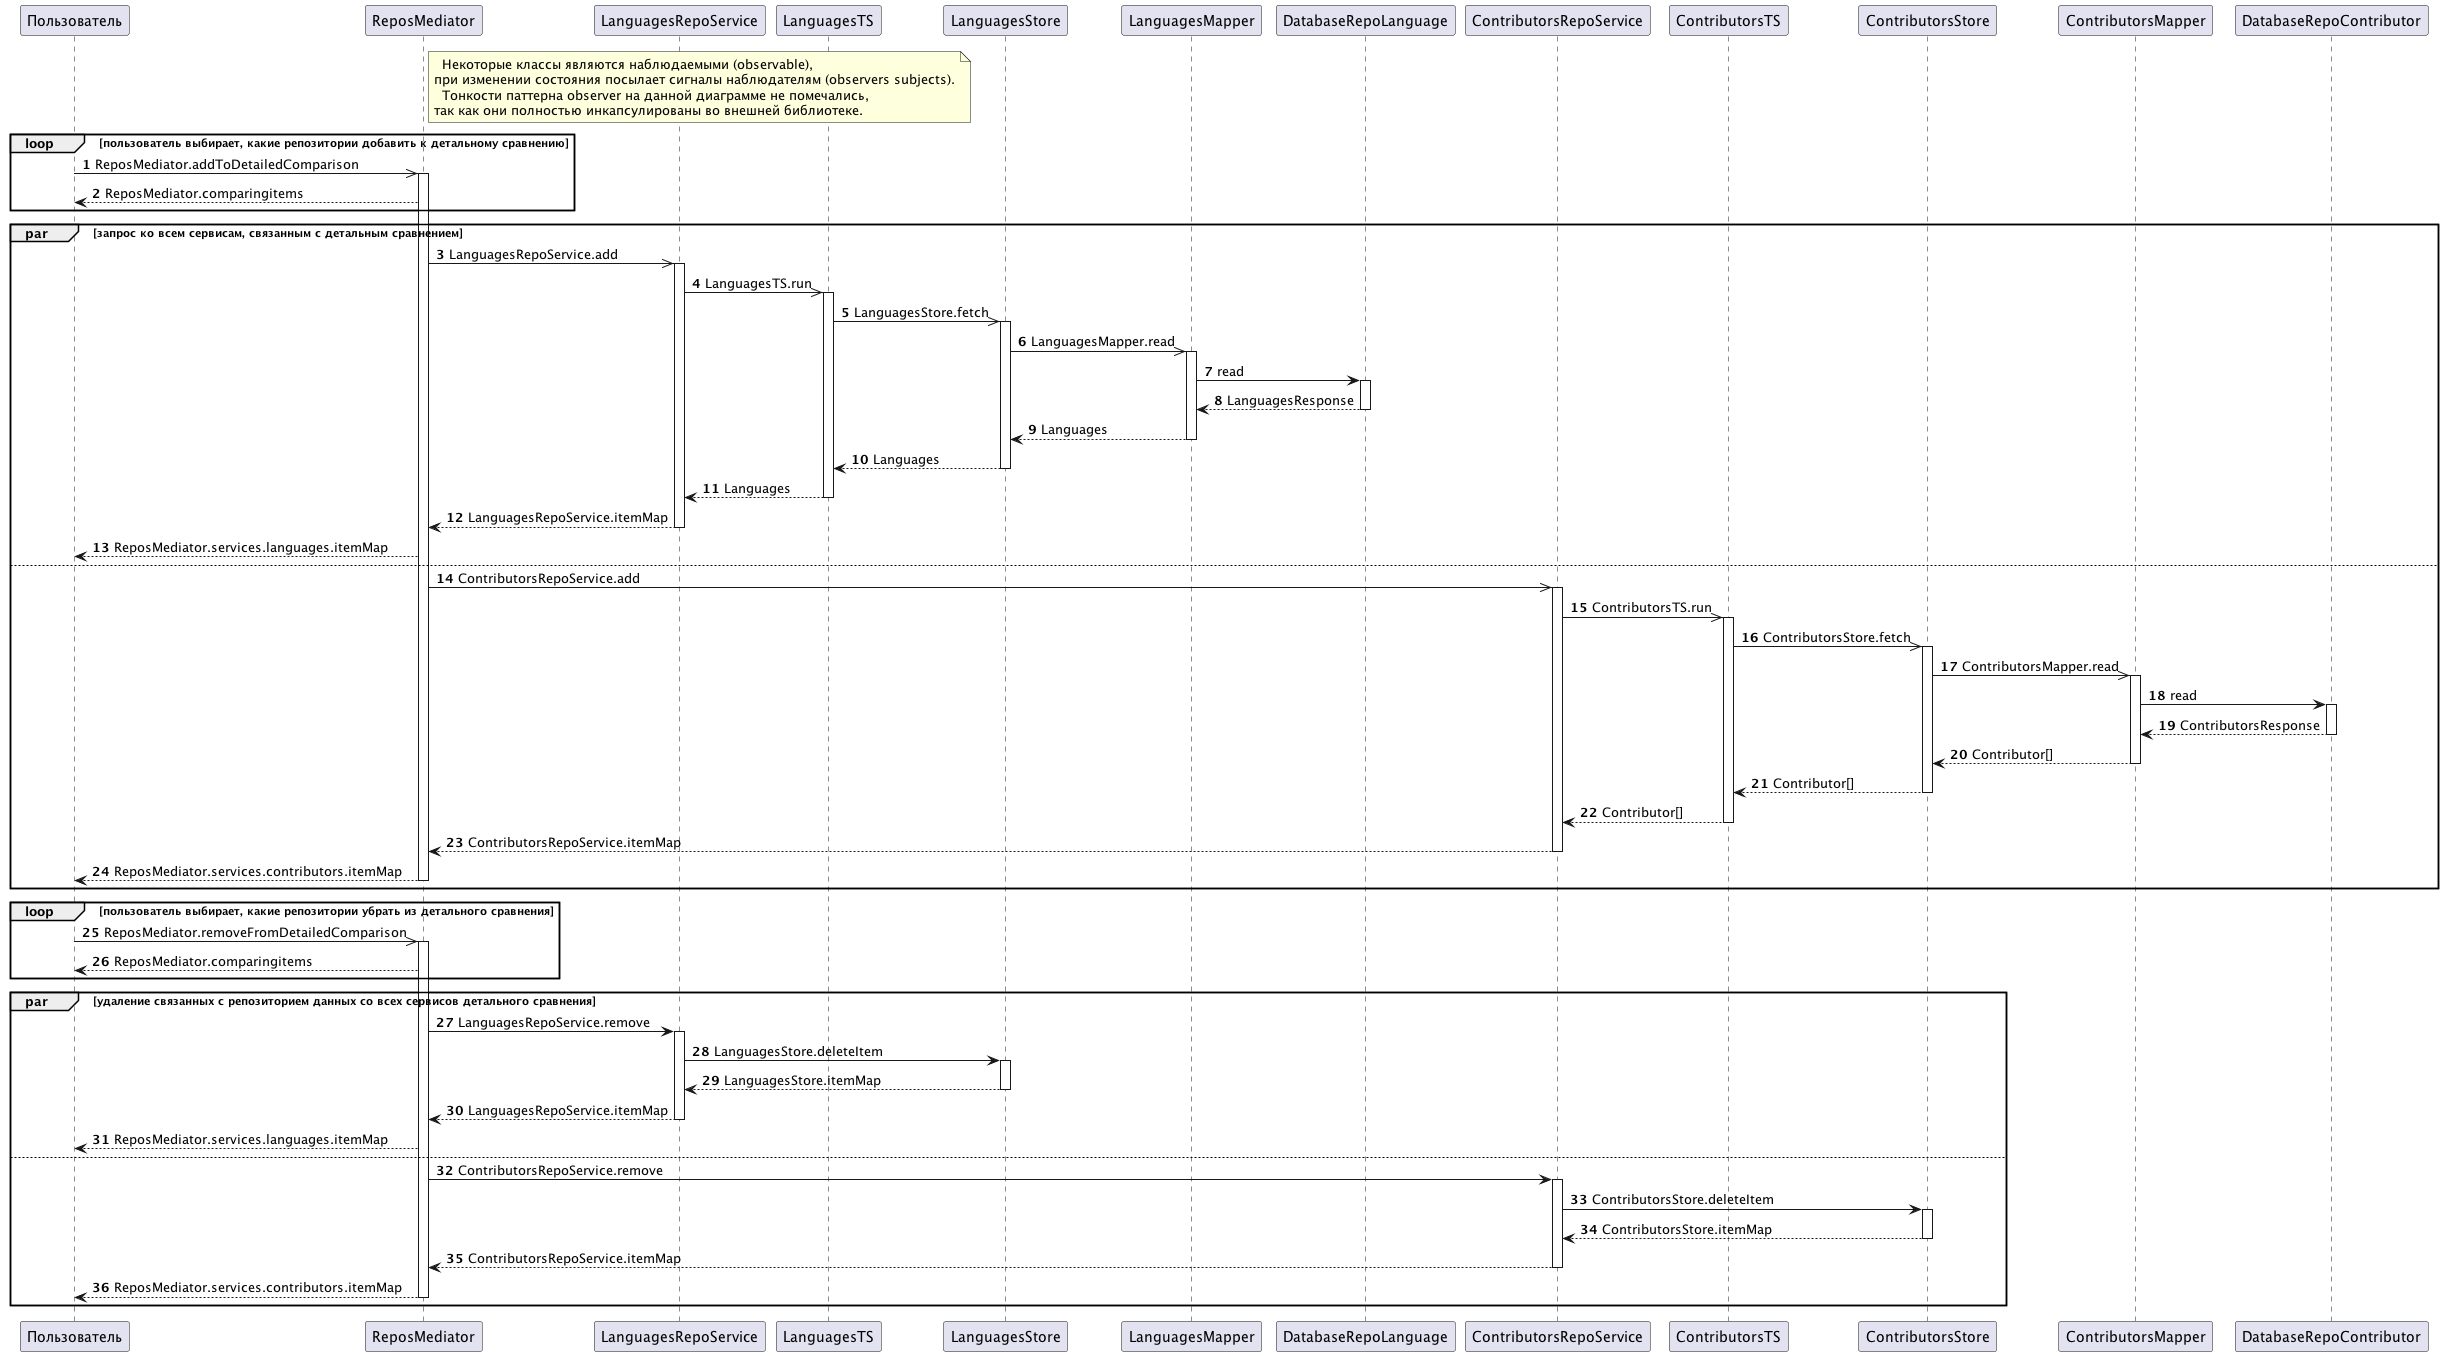 Пользователь
ReposMediator
LanguagesRepoService
LanguagesTS
LanguagesStore
LanguagesMapper
DatabaseRepoLanguage
ContributorsRepoService
ContributorsTS
ContributorsStore
ContributorsMapper
DatabaseRepoContributor
Некоторые классы являются наблюдаемыми (observable),
при изменении состояния посылает сигналы наблюдателям (observers subjects).
Тонкости паттерна observer на данной диаграмме не помечались,
так как они полностью инкапсулированы во внешней библиотеке.
loop [пользователь выбирает, какие репозитории добавить к детальному сравнению]
1 ReposMediator.addToDetailedComparison
2 ReposMediator.comparingitems
par [запрос ко всем сервисам, связанным с детальным сравнением]
3 LanguagesRepoService.add
4 LanguagesTS.run
5 LanguagesStore.fetch
6 LanguagesMapper.read
7 read
8 LanguagesResponse
9 Languages
10 Languages
11 Languages
12 LanguagesRepoService.itemMap
13 ReposMediator.services.languages.itemMap
14 ContributorsRepoService.add
15 ContributorsTS.run
16 ContributorsStore.fetch
17 ContributorsMapper.read
18 read
19 ContributorsResponse
20 Contributor[]
21 Contributor[]
22 Contributor[]
23 ContributorsRepoService.itemMap
24 ReposMediator.services.contributors.itemMap
loop [пользователь выбирает, какие репозитории убрать из детального сравнения]
25 ReposMediator.removeFromDetailedComparison
26 ReposMediator.comparingitems
par [удаление связанных с репозиторием данных со всех сервисов детального сравнения]
27 LanguagesRepoService.remove
28 LanguagesStore.deleteItem
29 LanguagesStore.itemMap
30 LanguagesRepoService.itemMap
31 ReposMediator.services.languages.itemMap
32 ContributorsRepoService.remove
33 ContributorsStore.deleteItem
34 ContributorsStore.itemMap
35 ContributorsRepoService.itemMap
36 ReposMediator.services.contributors.itemMap
Пользователь
ReposMediator
LanguagesRepoService
LanguagesTS
LanguagesStore
LanguagesMapper
DatabaseRepoLanguage
ContributorsRepoService
ContributorsTS
ContributorsStore
ContributorsMapper
DatabaseRepoContributor